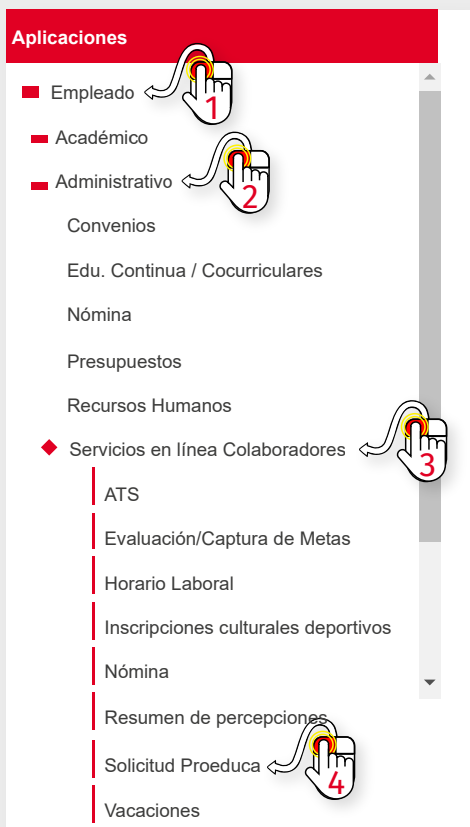 Aplicaciones
Empleado
1
Académico
Administrativo
2
Convenios
Edu. Continua / Cocurriculares
Nómina
Presupuestos
Recursos Humanos
Servicios en línea Colaboradores
3
ATS
Evaluación/Captura de Metas
Horario Laboral
Inscripciones culturales deportivos
Nómina
Resumen de percepciones
Solicitud Proeduca
4
Vacaciones